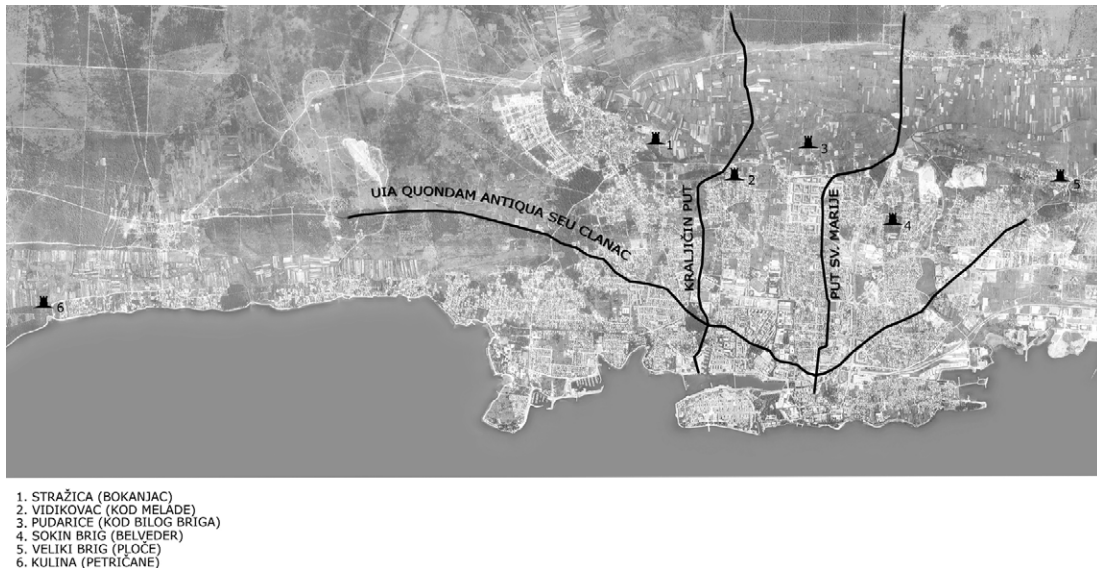 1
2
3
4
5
6
UIA QUONDAM ANTIQUA SEU CLANAC
KRALJIČIN PUT
PUT SV. MARIJE
1. STRAŽICA (BOKANJAC)
2. VIDIKOVAC (KOD MELADE)
3. PUDARICE (KOD BILOG BRIGA)
4. SOKIN BRIG (BELVEDER)
5. VELIKI BRIG (PLOČE)
6. KULINA (PETRIČANE)